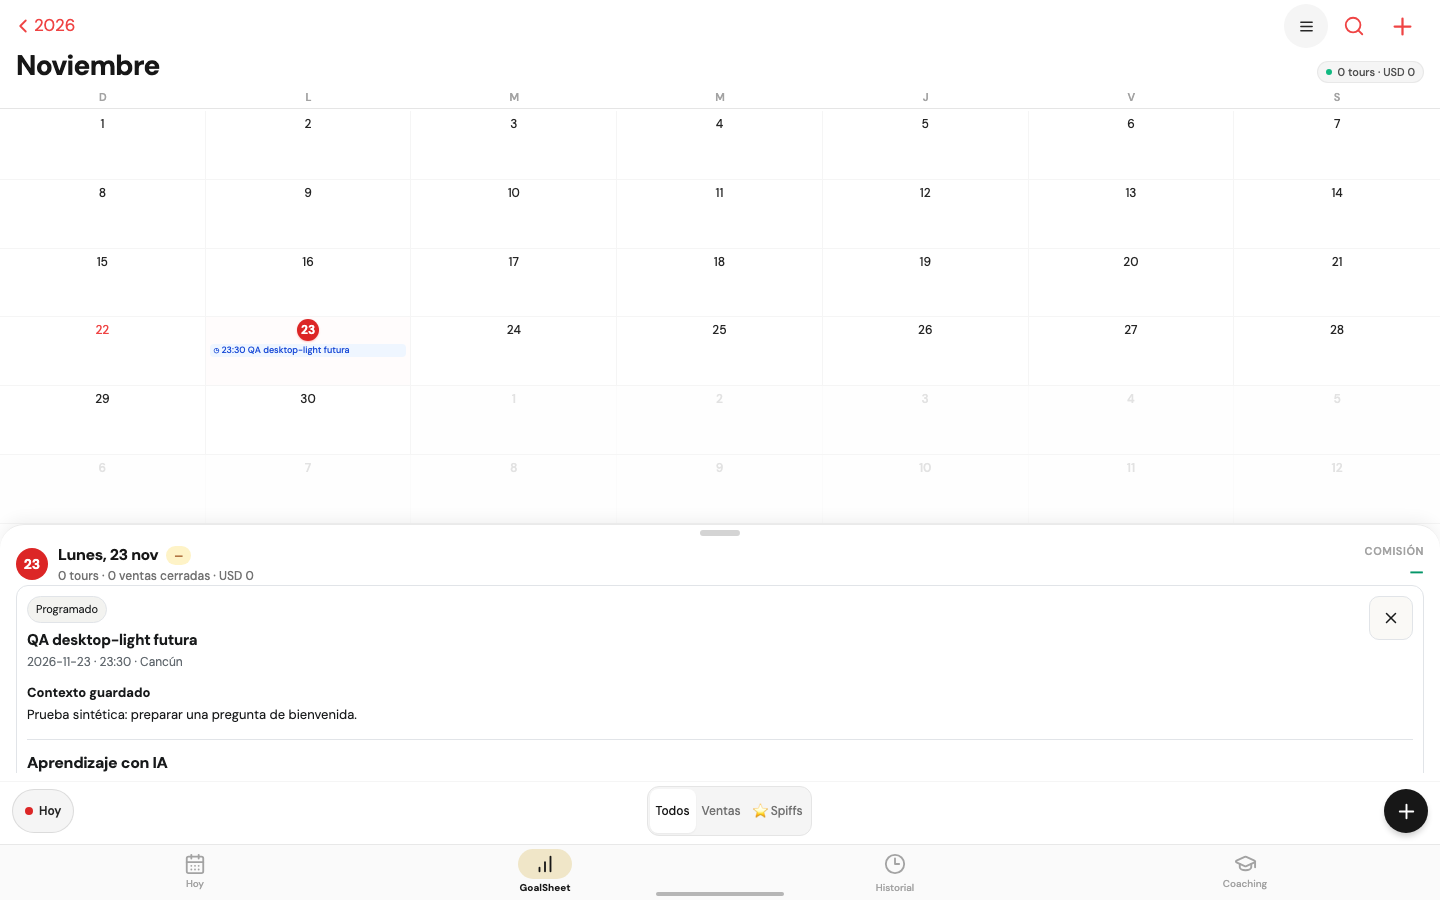 2026
Noviembre
0 tours · USD 0
D L M M J V S
1 2 3 4 5 6 7
8 9 10 11 12 13 14
15 16 17 18 19 20 21
22 23 24 25 26 27 28
23:30 QA desktop-light futura
29 30 1 2 3 4 5
6 7 8 9 10 11 12
23
Lunes, 23 nov –
0 tours · 0 ventas cerradas · USD 0
COMISIÓN
—
Programado
QA desktop-light futura
2026-11-23 · 23:30 · Cancún
Contexto guardado
Prueba sintética: preparar una pregunta de bienvenida.
Aprendizaje con IA
Hoy
Todos Ventas ⭐ Spiffs
Hoy GoalSheet Historial Coaching